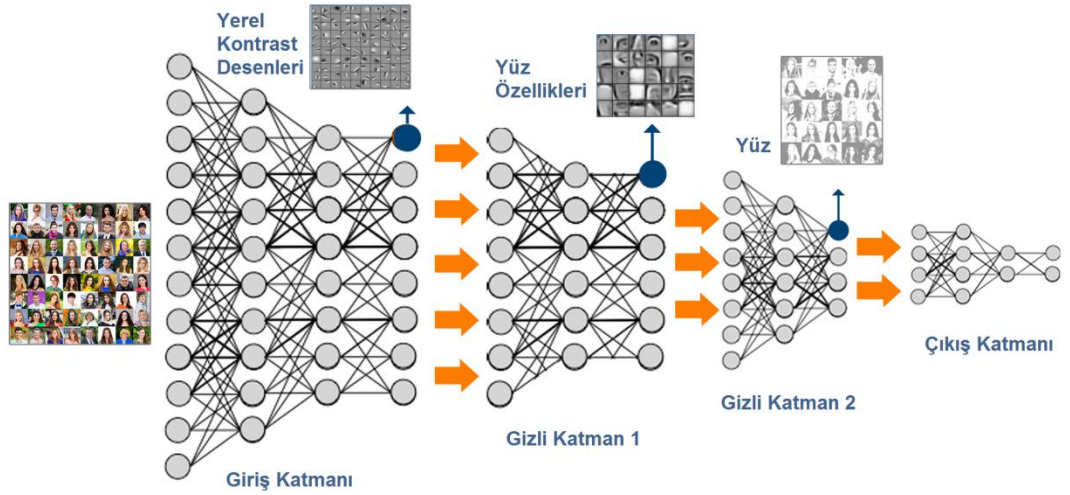 Yerel
Kontrast
Desenleri
Yüz
Özellikleri
Yüz
Giriş Katmanı
Gizli Katman 1
Gizli Katman 2
Çıkış Katmanı